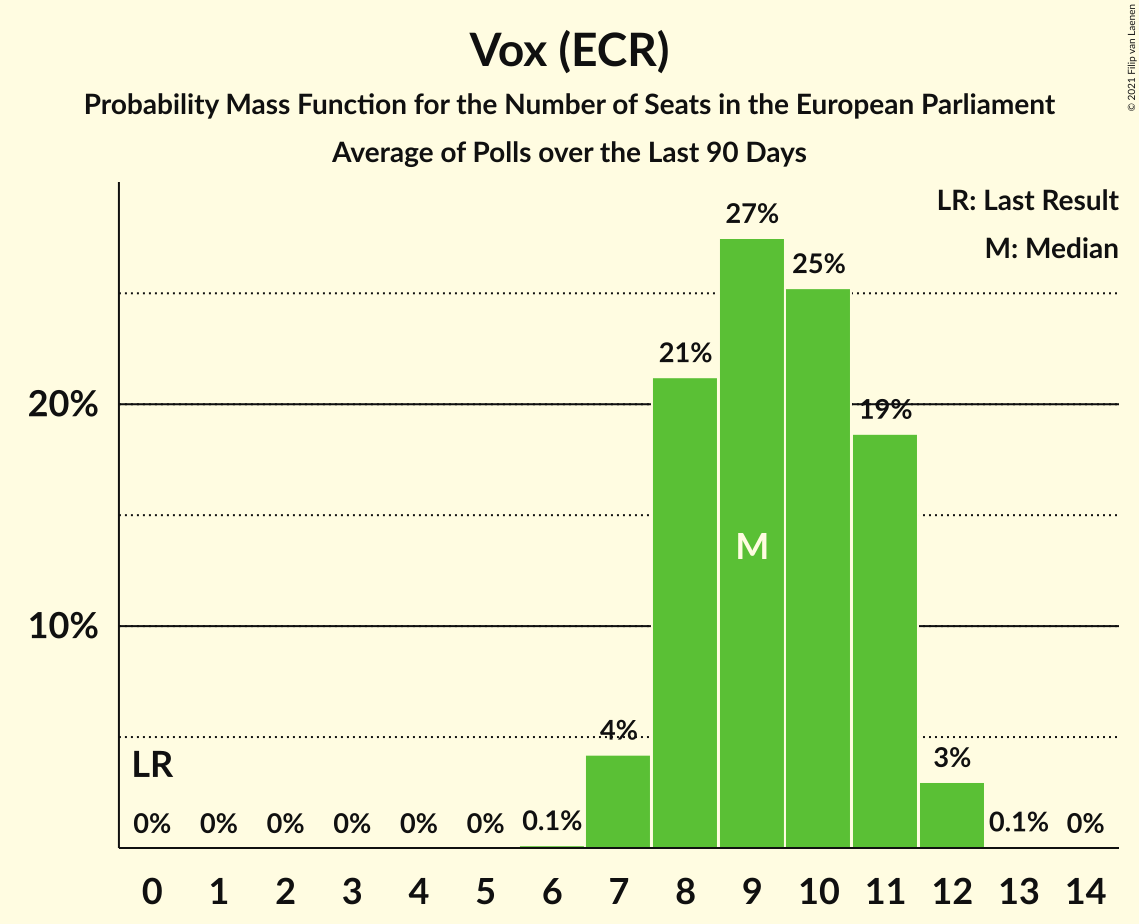 Vox (ECR)
Probability Mass Function for the Number of Seats in the European Parliament
Average of Polls over the Last 90 Days
© 2021 Filip van Laenen
LR: Last Result
M: Median
27%
25%
21%
20%
19%
M
10%
4%
3%
LR
0% 0% 0% 0% 0% 0% 0.1% 0.1% 0%
0 1 2 3 4 5 6 7 8 9 10 11 12 13 14